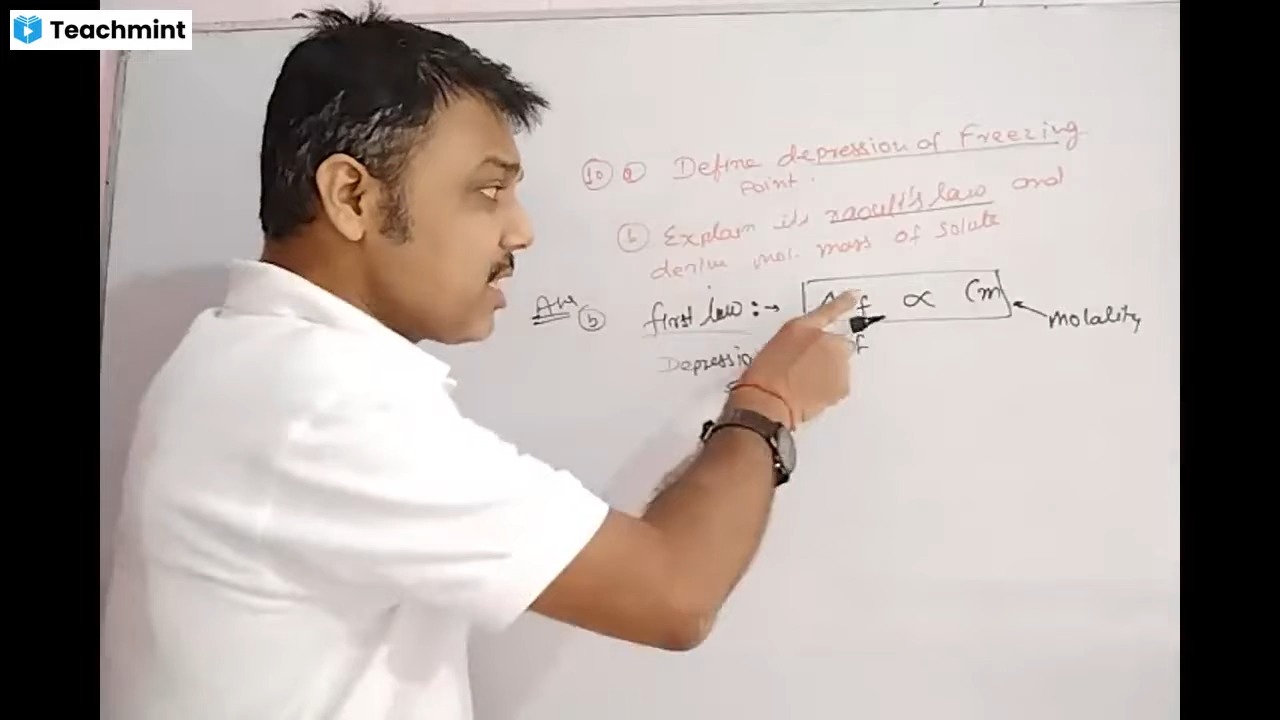 Teachmint
10 a Define depression of Freezing
Point.
b Explain its raoult's law and
derive mol. mass of solute
Ans b first law :→ f ∝ (m) ← Molality
Depression of